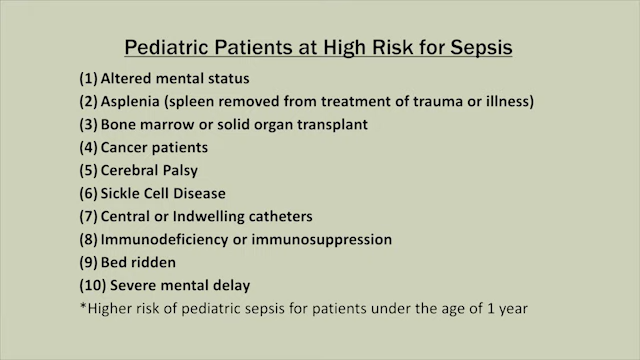 Pediatric Patients at High Risk for Sepsis
(1) Altered mental status
(2) Asplenia (spleen removed from treatment of trauma or illness)
(3) Bone marrow or solid organ transplant
(4) Cancer patients
(5) Cerebral Palsy
(6) Sickle Cell Disease
(7) Central or Indwelling catheters
(8) Immunodeficiency or immunosuppression
(9) Bed ridden
(10) Severe mental delay
*Higher risk of pediatric sepsis for patients under the age of 1 year